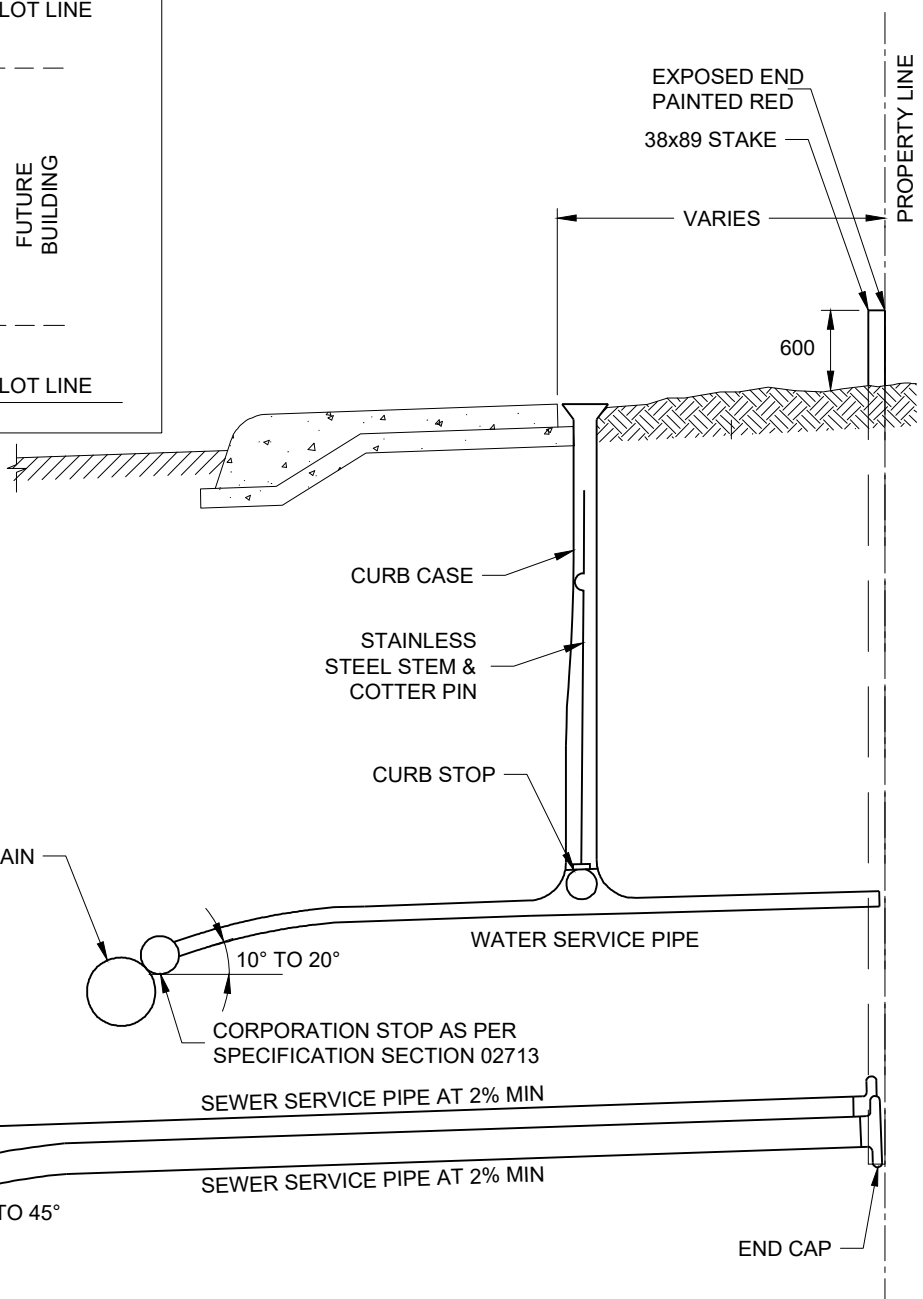 LOT LINE
FUTURE
BUILDING
LOT LINE
EXPOSED END
PAINTED RED
38x89 STAKE
PROPERTY LINE
VARIES
600
CURB CASE
STAINLESS
STEEL STEM &
COTTER PIN
CURB STOP
AIN
WATER SERVICE PIPE
10° TO 20°
CORPORATION STOP AS PER
SPECIFICATION SECTION 02713
SEWER SERVICE PIPE AT 2% MIN
SEWER SERVICE PIPE AT 2% MIN
TO 45°
END CAP